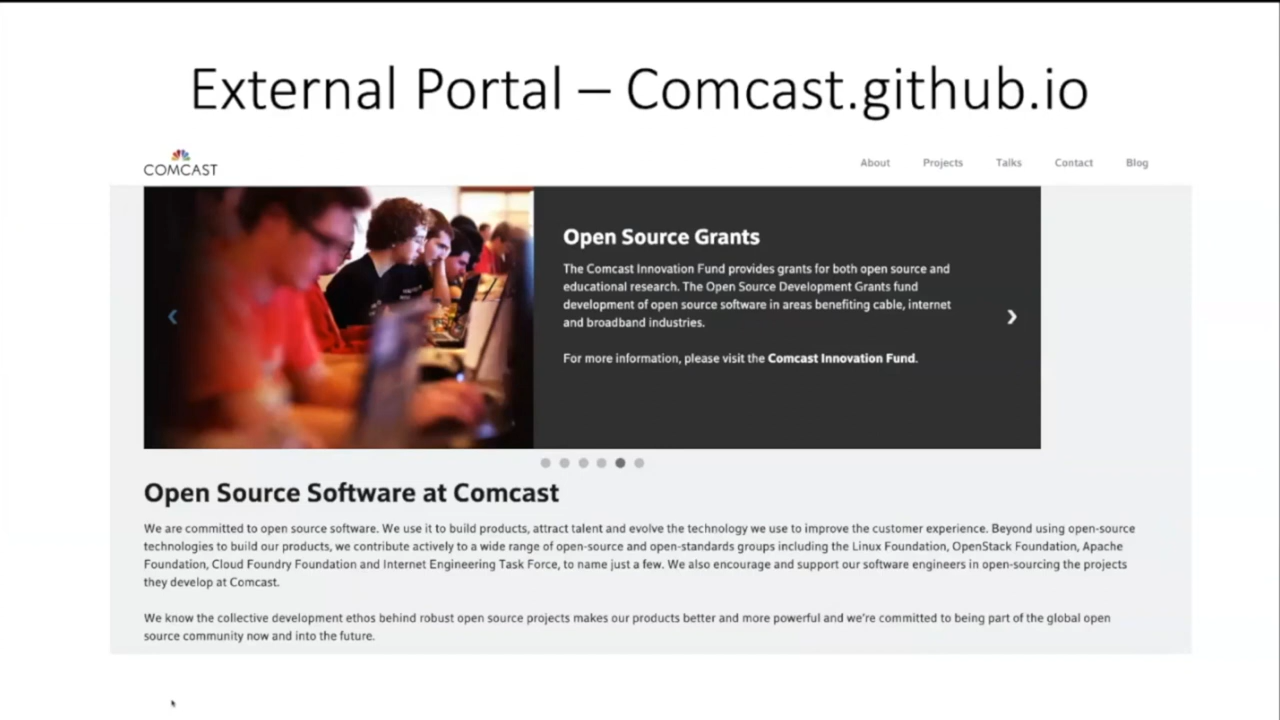 External Portal – Comcast.github.io
COMCAST
About Projects Talks Contact Blog
Open Source Grants
The Comcast Innovation Fund provides grants for both open source and
educational research. The Open Source Development Grants fund
development of open source software in areas benefiting cable, internet
and broadband industries.
For more information, please visit the Comcast Innovation Fund.
Open Source Software at Comcast
We are committed to open source software. We use it to build products, attract talent and evolve the technology we use to improve the customer experience. Beyond using open-source
technologies to build our products, we contribute actively to a wide range of open-source and open-standards groups including the Linux Foundation, OpenStack Foundation, Apache
Foundation, Cloud Foundry Foundation and Internet Engineering Task Force, to name just a few. We also encourage and support our software engineers in open-sourcing the projects
they develop at Comcast.
We know the collective development ethos behind robust open source projects makes our products better and more powerful and we're committed to being part of the global open
source community now and into the future.